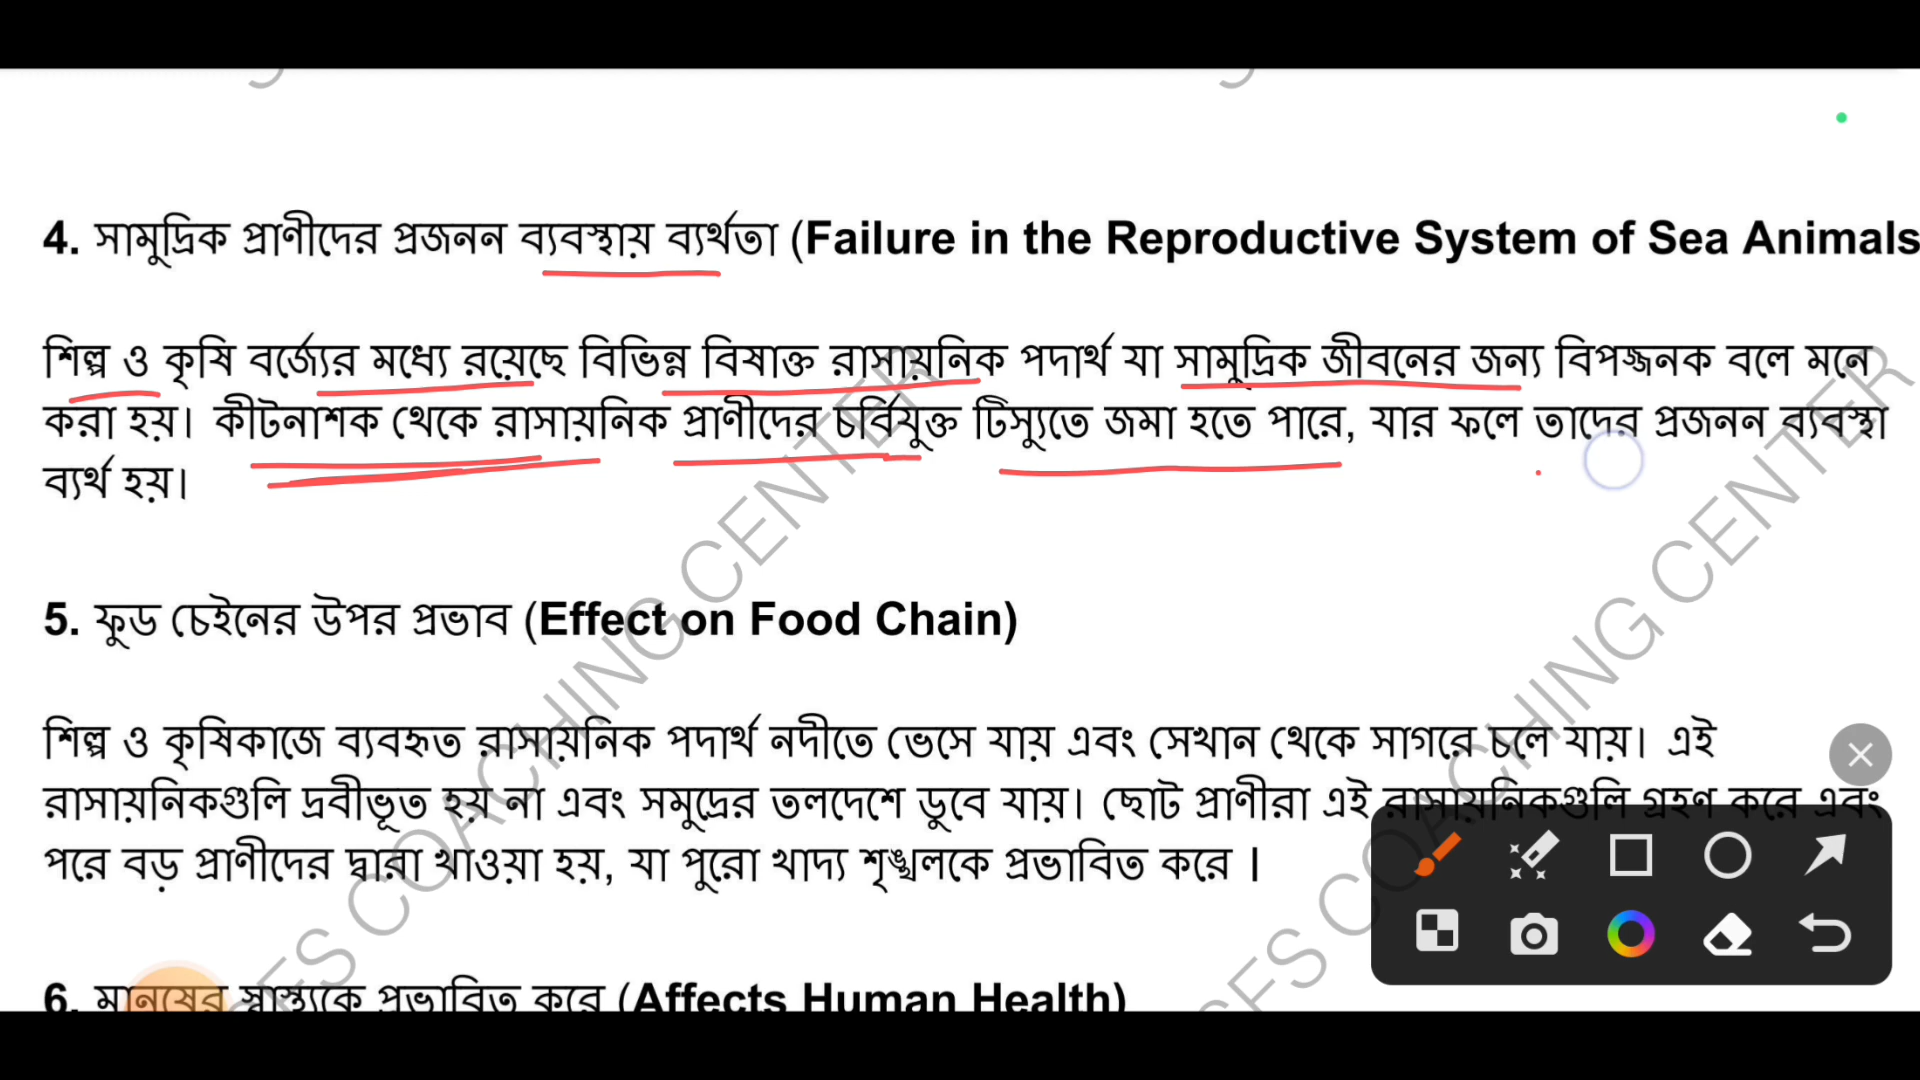 4. সামুদ্রিক প্রাণীদের প্রজনন ব্যবস্থায় ব্যর্থতা (Failure in the Reproductive System of Sea Animals
শিল্প ও কৃষি বর্জ্যের মধ্যে রয়েছে বিভিন্ন বিষাক্ত রাসায়নিক পদার্থ যা সামুদ্রিক জীবনের জন্য বিপজ্জনক বলে মনে
করা হয়। কীটনাশক থেকে রাসায়নিক প্রাণীদের চর্বিযুক্ত টিস্যুতে জমা হতে পারে, যার ফলে তাদের প্রজনন ব্যবস্থা
ব্যর্থ হয়।
5. ফুড চেইনের উপর প্রভাব (Effect on Food Chain)
শিল্প ও কৃষিকাজে ব্যবহৃত রাসায়নিক পদার্থ নদীতে ভেসে যায় এবং সেখান থেকে সাগরে চলে যায়। এই
রাসায়নিকগুলি দ্রবীভূত হয় না এবং সমুদ্রের তলদেশে ডুবে যায়। ছোট প্রাণীরা এই রাসায়নিকগুলি গ্রহণ করে এবং
পরে বড় প্রাণীদের দ্বারা খাওয়া হয়, যা পুরো খাদ্য শৃঙ্খলকে প্রভাবিত করে ।
6. মানুষের স্বাস্থ্যকে প্রভাবিত করে (Affects Human Health)
COACHING CENTER
COACHING CENTER